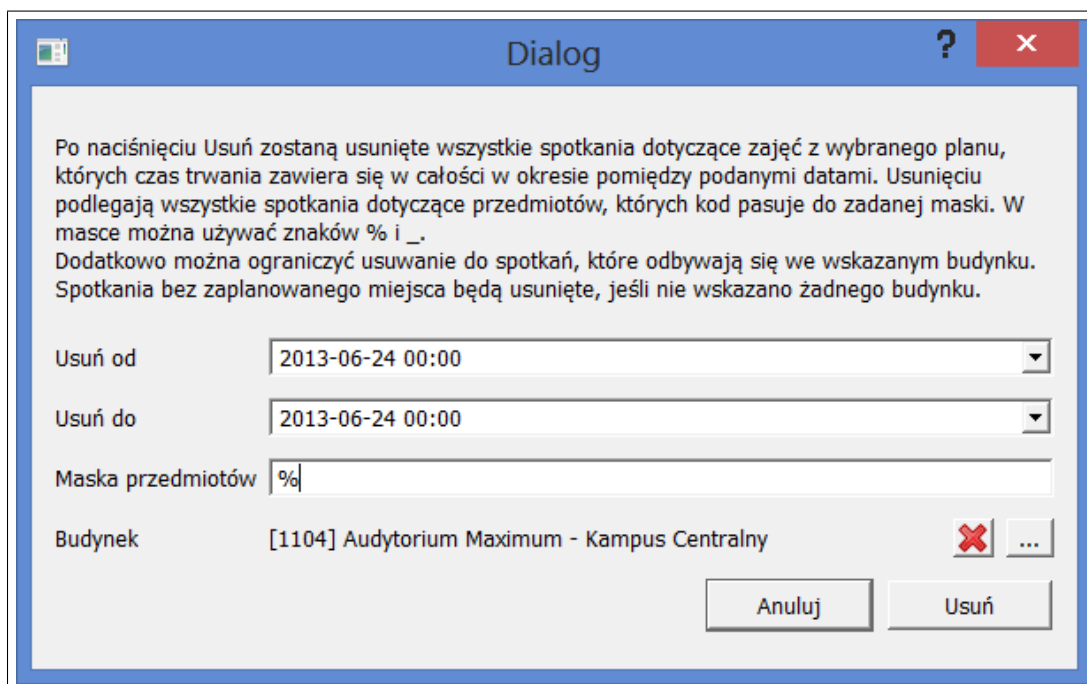 Dialog
?
Po naciśnięciu Usuń zostaną usunięte wszystkie spotkania dotyczące zajęć z wybranego planu,
których czas trwania zawiera się w całości w okresie pomiędzy podanymi datami. Usunięciu
podlegają wszystkie spotkania dotyczące przedmiotów, których kod pasuje do zadanej maski. W
masce można używać znaków % i _.
Dodatkowo można ograniczyć usuwanie do spotkań, które odbywają się we wskazanym budynku.
Spotkania bez zaplanowanego miejsca będą usunięte, jeśli nie wskazano żadnego budynku.
Usuń od 2013-06-24 00:00
Usuń do 2013-06-24 00:00
Maska przedmiotów %
Budynek [1104] Audytorium Maximum - Kampus Centralny ...
Anuluj Usuń